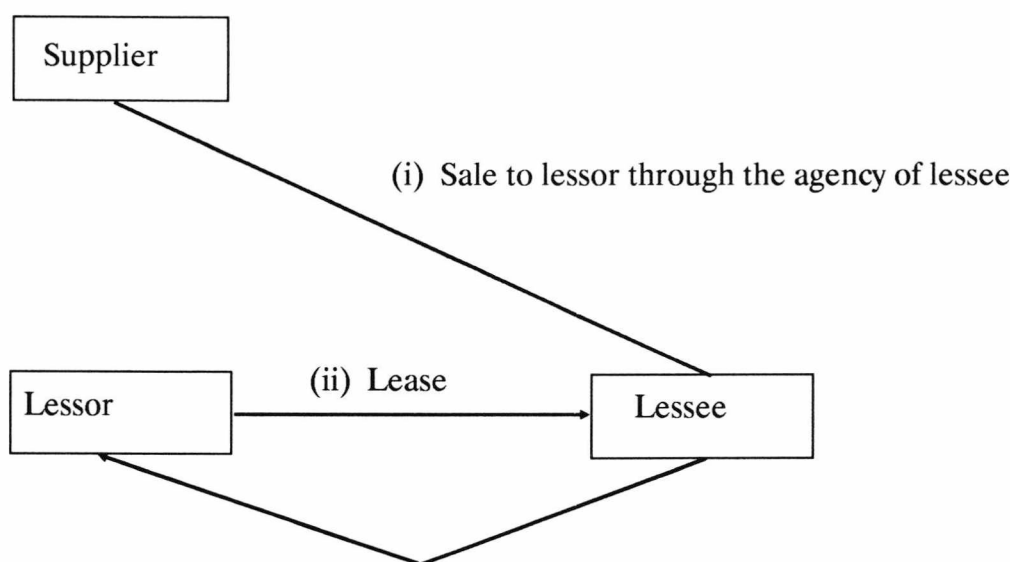 Supplier
(i) Sale to lessor through the agency of lessee
(ii) Lease
Lessor
Lessee